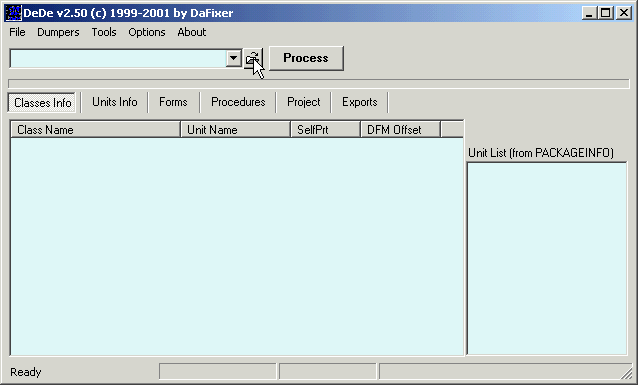 DeDe v2.50 (c) 1999-2001 by DaFixer
File Dumpers Tools Options About
Process
Classes Info Units Info Forms Procedures Project Exports
Class Name Unit Name SelfPrt DFM Offset
Unit List (from PACKAGEINFO)
Ready